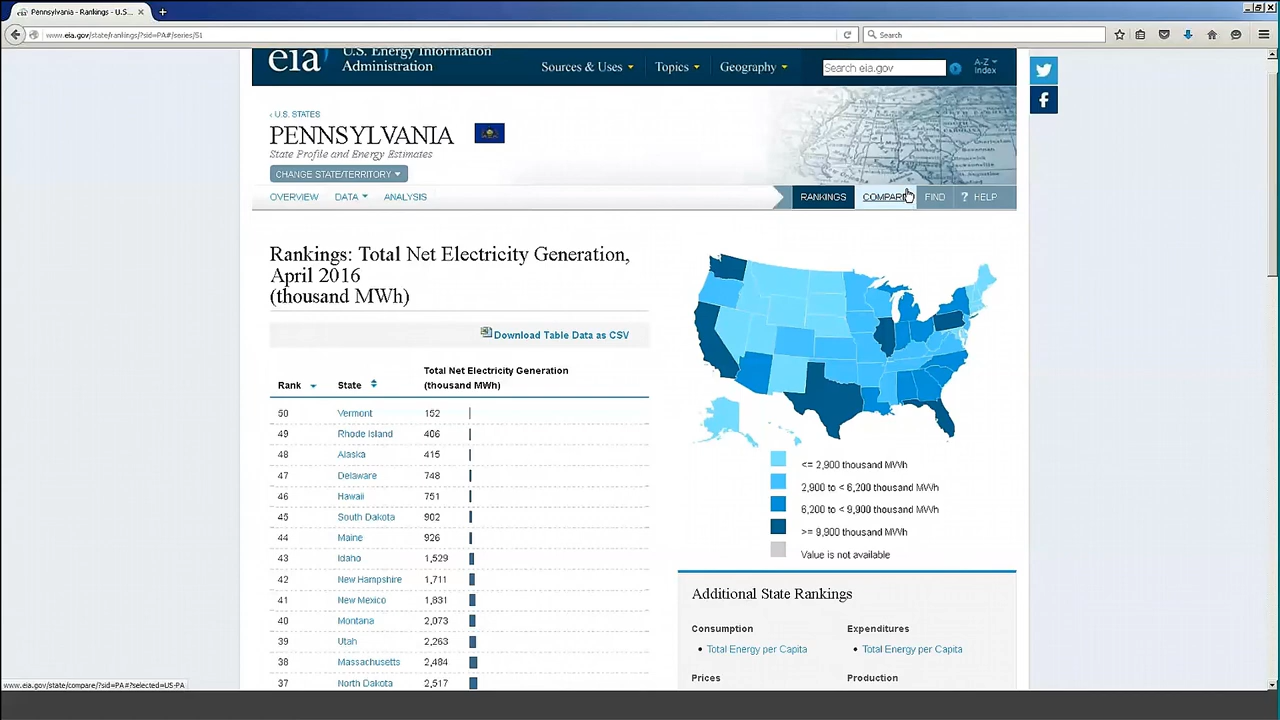 eia Pennsylvania - Rankings - U.S...
www.eia.gov/state/rankings/?sid=PA#/series/51
Search
eia
U.S. Energy Information
Administration
Sources & Uses
Topics
Geography
Search eia.gov
A-Z
Index
‹ U.S. STATES
PENNSYLVANIA
State Profile and Energy Estimates
CHANGE STATE/TERRITORY
OVERVIEW DATA ANALYSIS
RANKINGS COMPARE FIND ? HELP
Rankings: Total Net Electricity Generation,
April 2016
(thousand MWh)
Download Table Data as CSV
Rank State Total Net Electricity Generation
(thousand MWh)
50 Vermont 152
49 Rhode Island 406
48 Alaska 415
47 Delaware 748
46 Hawaii 751
45 South Dakota 902
44 Maine 926
43 Idaho 1,529
42 New Hampshire 1,711
41 New Mexico 1,831
40 Montana 2,073
39 Utah 2,263
38 Massachusetts 2,484
37 North Dakota 2,517
<= 2,900 thousand MWh
2,900 to < 6,200 thousand MWh
6,200 to < 9,900 thousand MWh
>= 9,900 thousand MWh
Value is not available
Additional State Rankings
Consumption
• Total Energy per Capita
Expenditures
• Total Energy per Capita
Prices
Production
www.eia.gov/state/compare/?sid=PA#?selected=US-PA